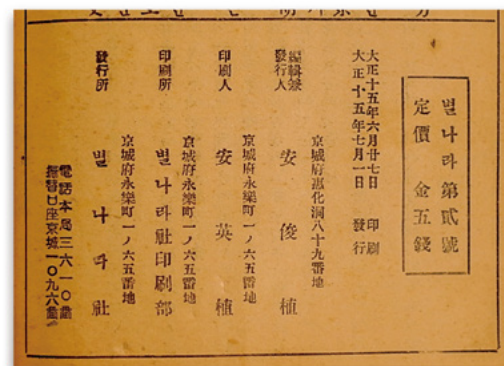 별나라 第貳號
定價 金五錢
大正十五年六月廿七日 印刷
大正十五年七月一日 發行
京城府惠化洞八十九番地
編輯兼
發行人 安俊植
京城府永樂町一ノ六五番地
印刷人 安英植
京城府永樂町一ノ六五番地
印刷所 별나라社印刷部
京城府永樂町一ノ六五番地
發行所 별나라社
電話本局三六一〇番
振替口座京城一〇九六番